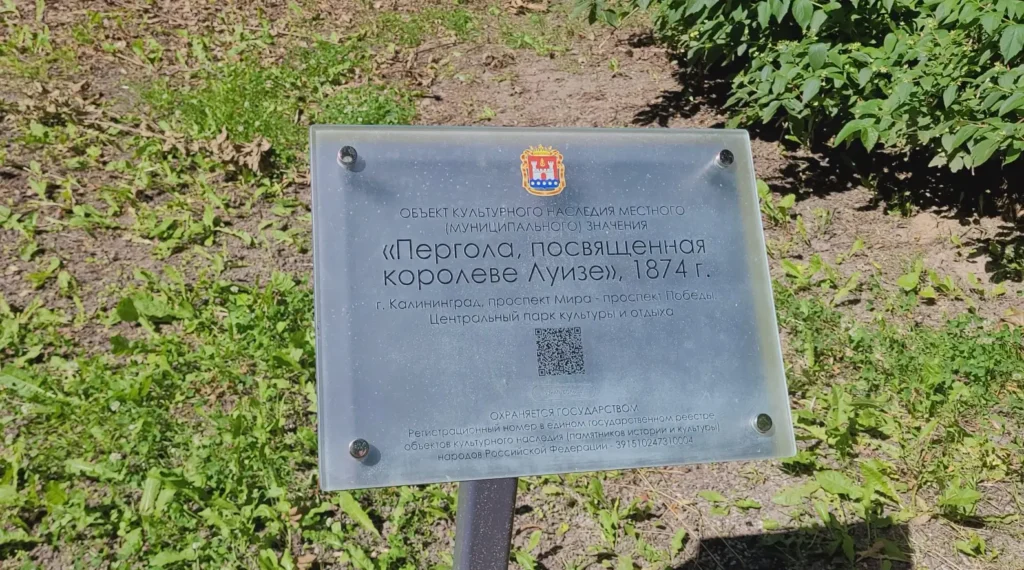 ОБЪЕКТ КУЛЬТУРНОГО НАСЛЕДИЯ МЕСТНОГО
(МУНИЦИПАЛЬНОГО) ЗНАЧЕНИЯ
«Пергола, посвященная
королеве Луизе», 1874 г.
г. Калининград, проспект Мира - проспект Победы,
Центральный парк культуры и отдыха
ОХРАНЯЕТСЯ ГОСУДАРСТВОМ
Регистрационный номер в едином государственном реестре
объектов культурного наследия (памятников истории и культуры)
народов Российской Федерации - 391510247310004